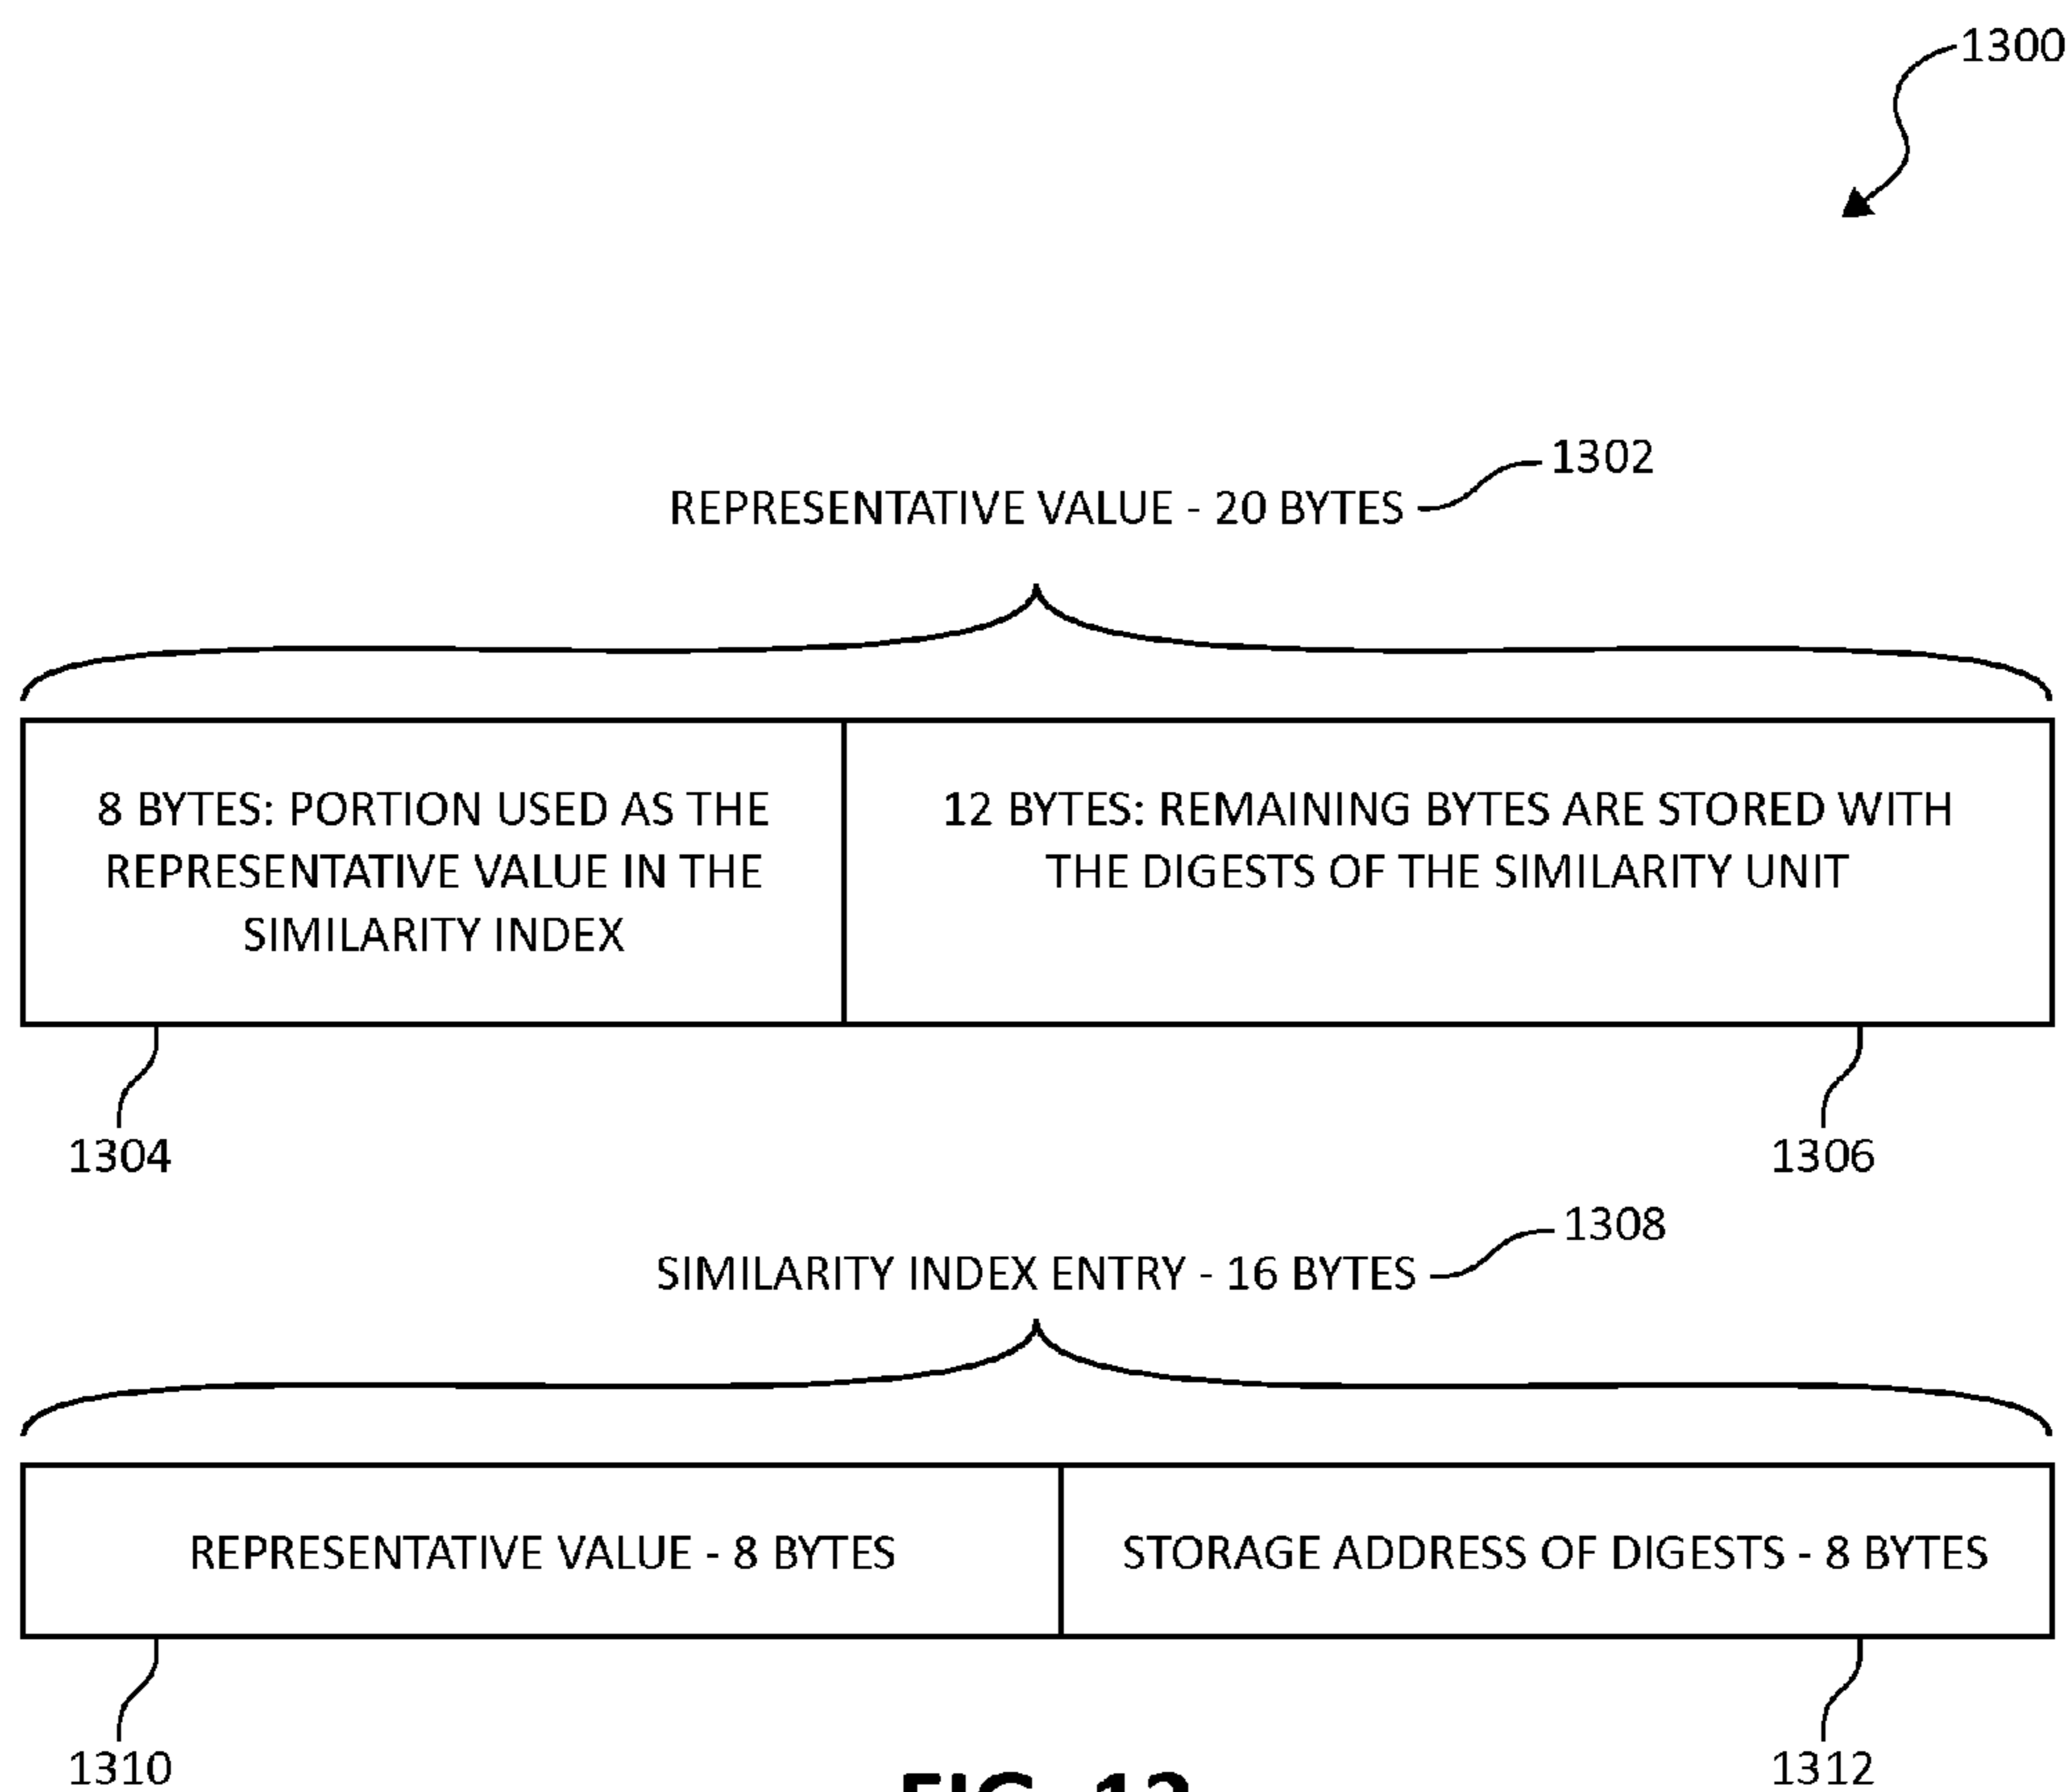 1300
1302
REPRESENTATIVE VALUE - 20 BYTES
8 BYTES: PORTION USED AS THE
REPRESENTATIVE VALUE IN THE
SIMILARITY INDEX
12 BYTES: REMAINING BYTES ARE STORED WITH
THE DIGESTS OF THE SIMILARITY UNIT
1304
1306
1308
SIMILARITY INDEX ENTRY - 16 BYTES
REPRESENTATIVE VALUE - 8 BYTES
STORAGE ADDRESS OF DIGESTS - 8 BYTES
1310
1312
FIG.